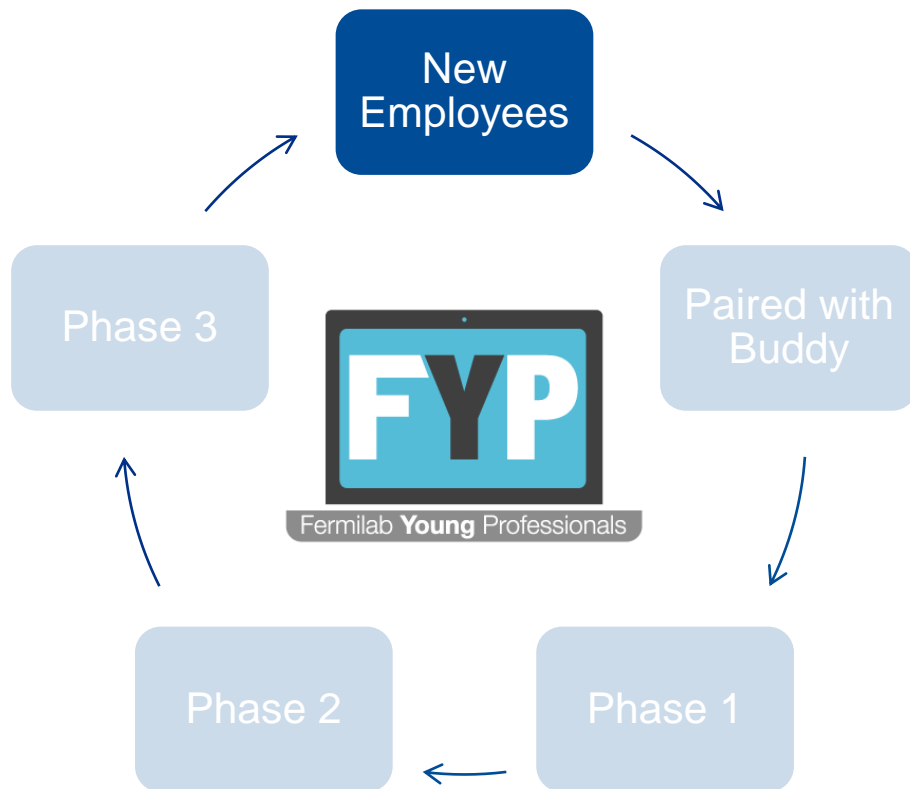 New
Employees
Paired with
Buddy
Phase 1
Phase 2
Phase 3
FYP
Fermilab Young Professionals